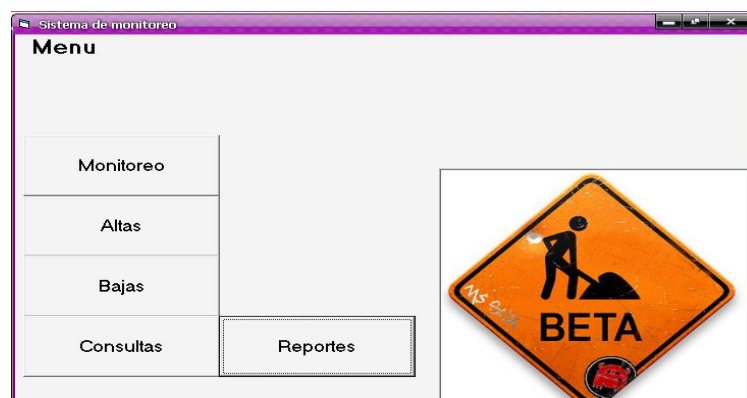 Sistema de monitoreo
Menu
Monitoreo
Altas
Bajas
Consultas
Reportes
BETA